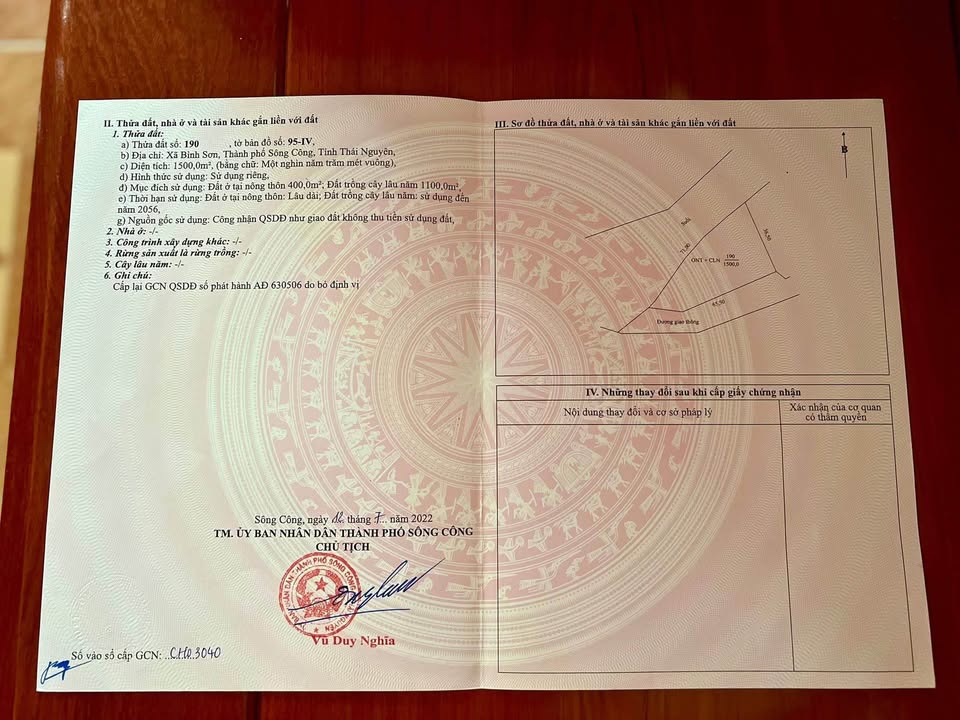 II. Thửa đất, nhà ở và tài sản khác gắn liền với đất
1. Thửa đất:
a) Thửa đất số: 190 , tờ bản đồ số: 95-IV,
b) Địa chỉ: Xã Bình Sơn, Thành phố Sông Công, Tỉnh Thái Nguyên,
c) Diện tích: 1500,0m², (bằng chữ: Một nghìn năm trăm mét vuông),
d) Hình thức sử dụng: Sử dụng riêng,
đ) Mục đích sử dụng: Đất ở tại nông thôn 400,0m²; Đất trồng cây lâu năm 1100,0m²,
e) Thời hạn sử dụng: Đất ở tại nông thôn: Lâu dài; Đất trồng cây lâu năm: sử dụng đến
năm 2056,
g) Nguồn gốc sử dụng: Công nhận QSDĐ như giao đất không thu tiền sử dụng đất,
2. Nhà ở: -/-
3. Công trình xây dựng khác: -/-
4. Rừng sản xuất là rừng trồng: -/-
5. Cây lâu năm: -/-
6. Ghi chú:
Cấp lại GCN QSDĐ số phát hành AĐ 630506 do bỏ định vị
Sông Công, ngày 12 tháng 7 năm 2022
TM. ỦY BAN NHÂN DÂN THÀNH PHỐ SÔNG CÔNG
CHỦ TỊCH
Vũ Duy Nghĩa
Số vào sổ cấp GCN: ..CHO.3040
III. Sơ đồ thửa đất, nhà ở và tài sản khác gắn liền với đất
B
Suối
71,90
36,50
ONT + CLN 190
1500,0
65,50
Đường giao thông
IV. Những thay đổi sau khi cấp giấy chứng nhận
Nội dung thay đổi và cơ sở pháp lý
Xác nhận của cơ quan
có thẩm quyền